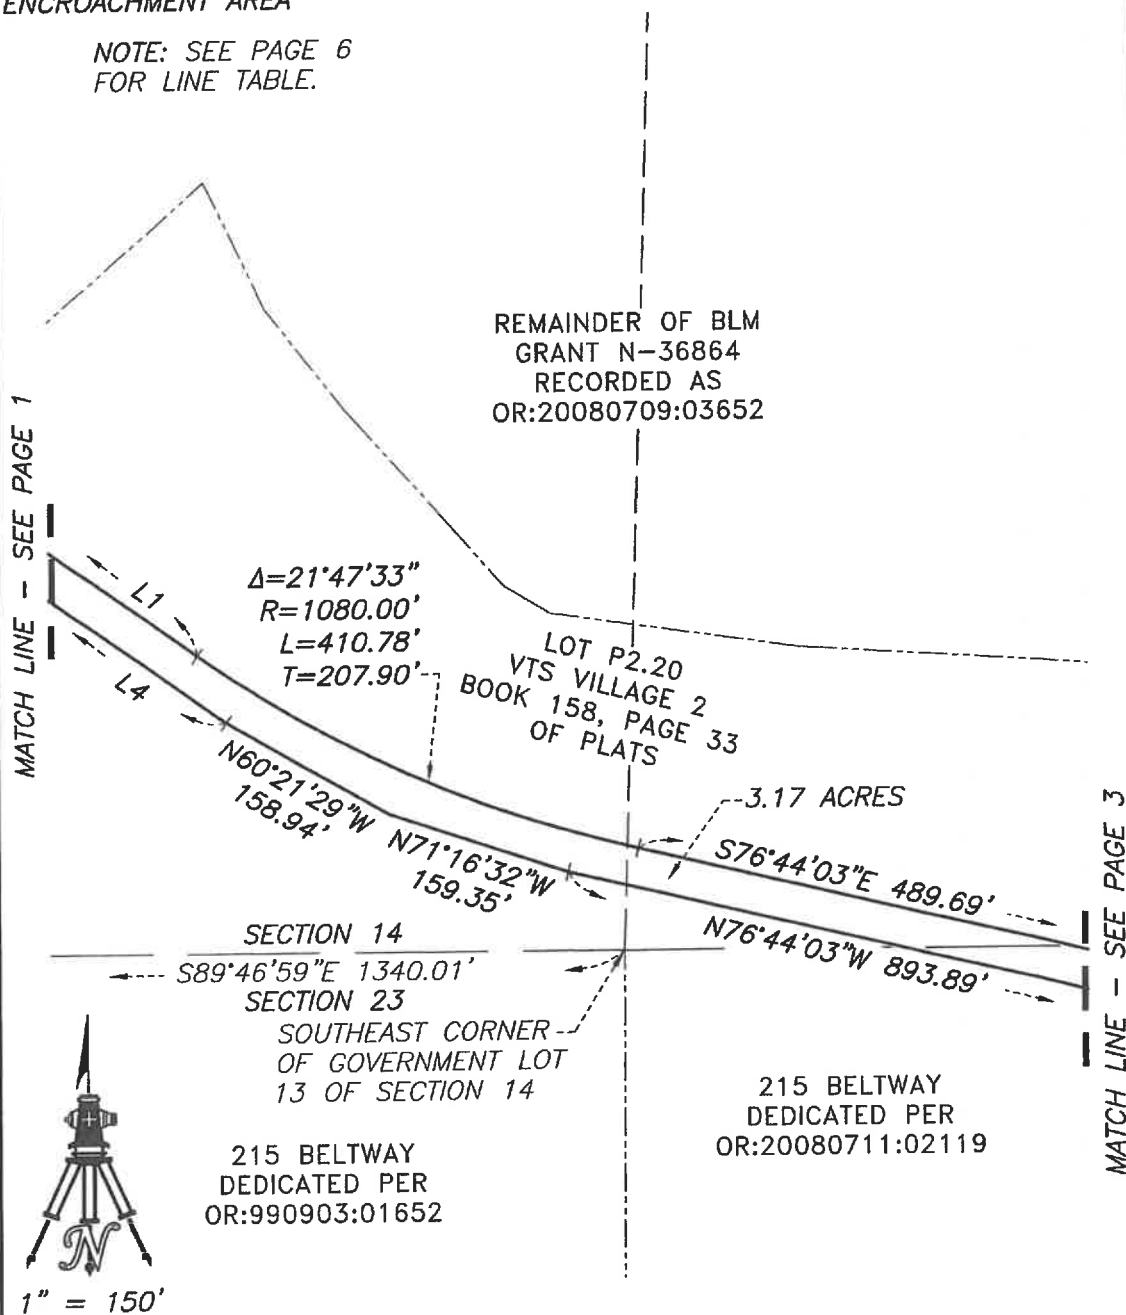 ENCROACHMENT AREA
NOTE: SEE PAGE 6
FOR LINE TABLE.
REMAINDER OF BLM
GRANT N-36864
RECORDED AS
OR:20080709:03652
MATCH LINE - SEE PAGE 1
L1
L4
Δ=21°47'33"
R=1080.00'
L=410.78'
T=207.90'
LOT P2.20
VTS VILLAGE 2
BOOK 158, PAGE 33
OF PLATS
N60°21'29"W
158.94'
N71°16'32"W
159.35'
3.17 ACRES
S76°44'03"E 489.69'
N76°44'03"W 893.89'
MATCH LINE - SEE PAGE 3
SECTION 14
S89°46'59"E 1340.01'
SECTION 23
SOUTHEAST CORNER
OF GOVERNMENT LOT
13 OF SECTION 14
215 BELTWAY
DEDICATED PER
OR:20080711:02119
215 BELTWAY
DEDICATED PER
OR:990903:01652
N
1" = 150'